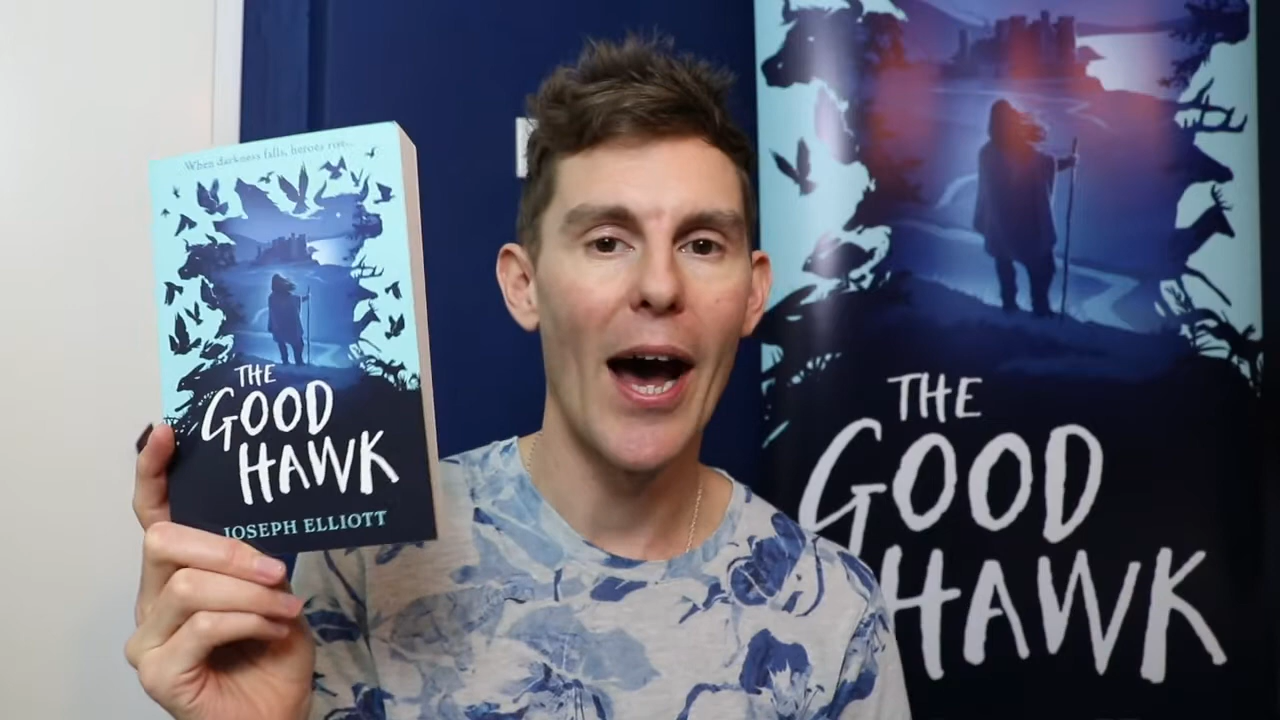 When darkness falls, heroes rise...
THE
GOOD
HAWK
JOSEPH ELLIOTT
THE
GOOD
HAWK